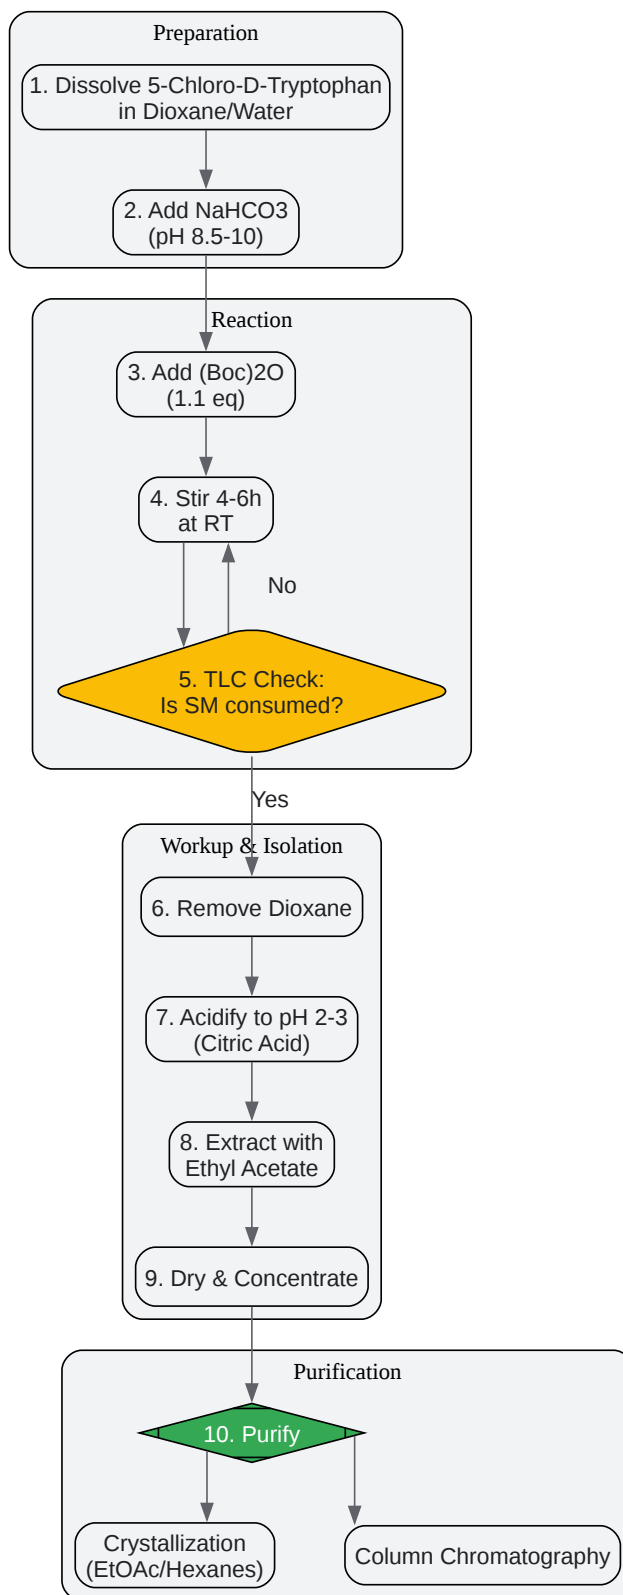 Preparation
1. Dissolve 5-Chloro-D-Tryptophan
in Dioxane/Water
2. Add NaHCO3
(pH 8.5-10)
Reaction
3. Add (Boc)2O
(1.1 eq)
4. Stir 4-6h
at RT
No
5. TLC Check:
Is SM consumed?
Yes
Workup & Isolation
6. Remove Dioxane
7. Acidify to pH 2-3
(Citric Acid)
8. Extract with
Ethyl Acetate
9. Dry & Concentrate
Purification
10. Purify
Crystallization
(EtOAc/Hexanes)
Column Chromatography